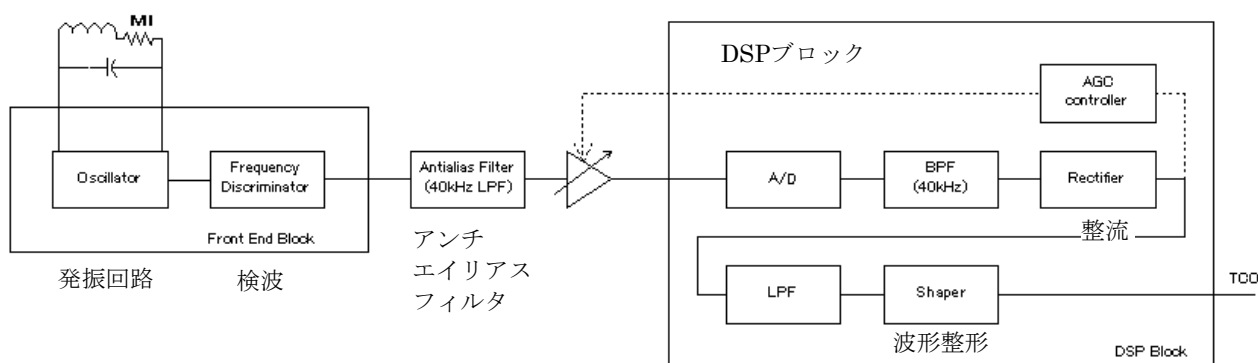 MI
DSPブロック
AGC
controller
Oscillator
Frequency
Discriminator
Antialias Filter
(40kHz LPF)
A/D
BPF
(40kHz)
Rectifier
Front End Block
整流
発振回路
検波
アンチ
エイリアス
フィルタ
LPF
Shaper
TCO
波形整形
DSP Block